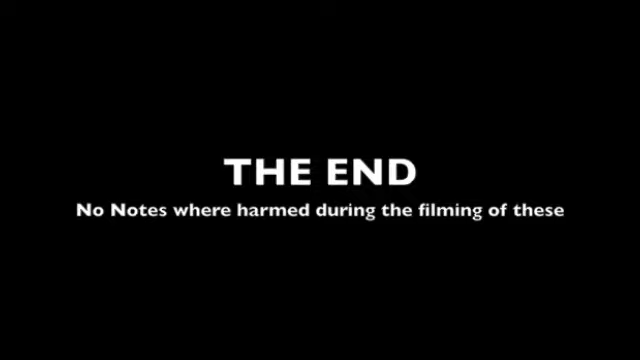 THE END
No Notes where harmed during the filming of these